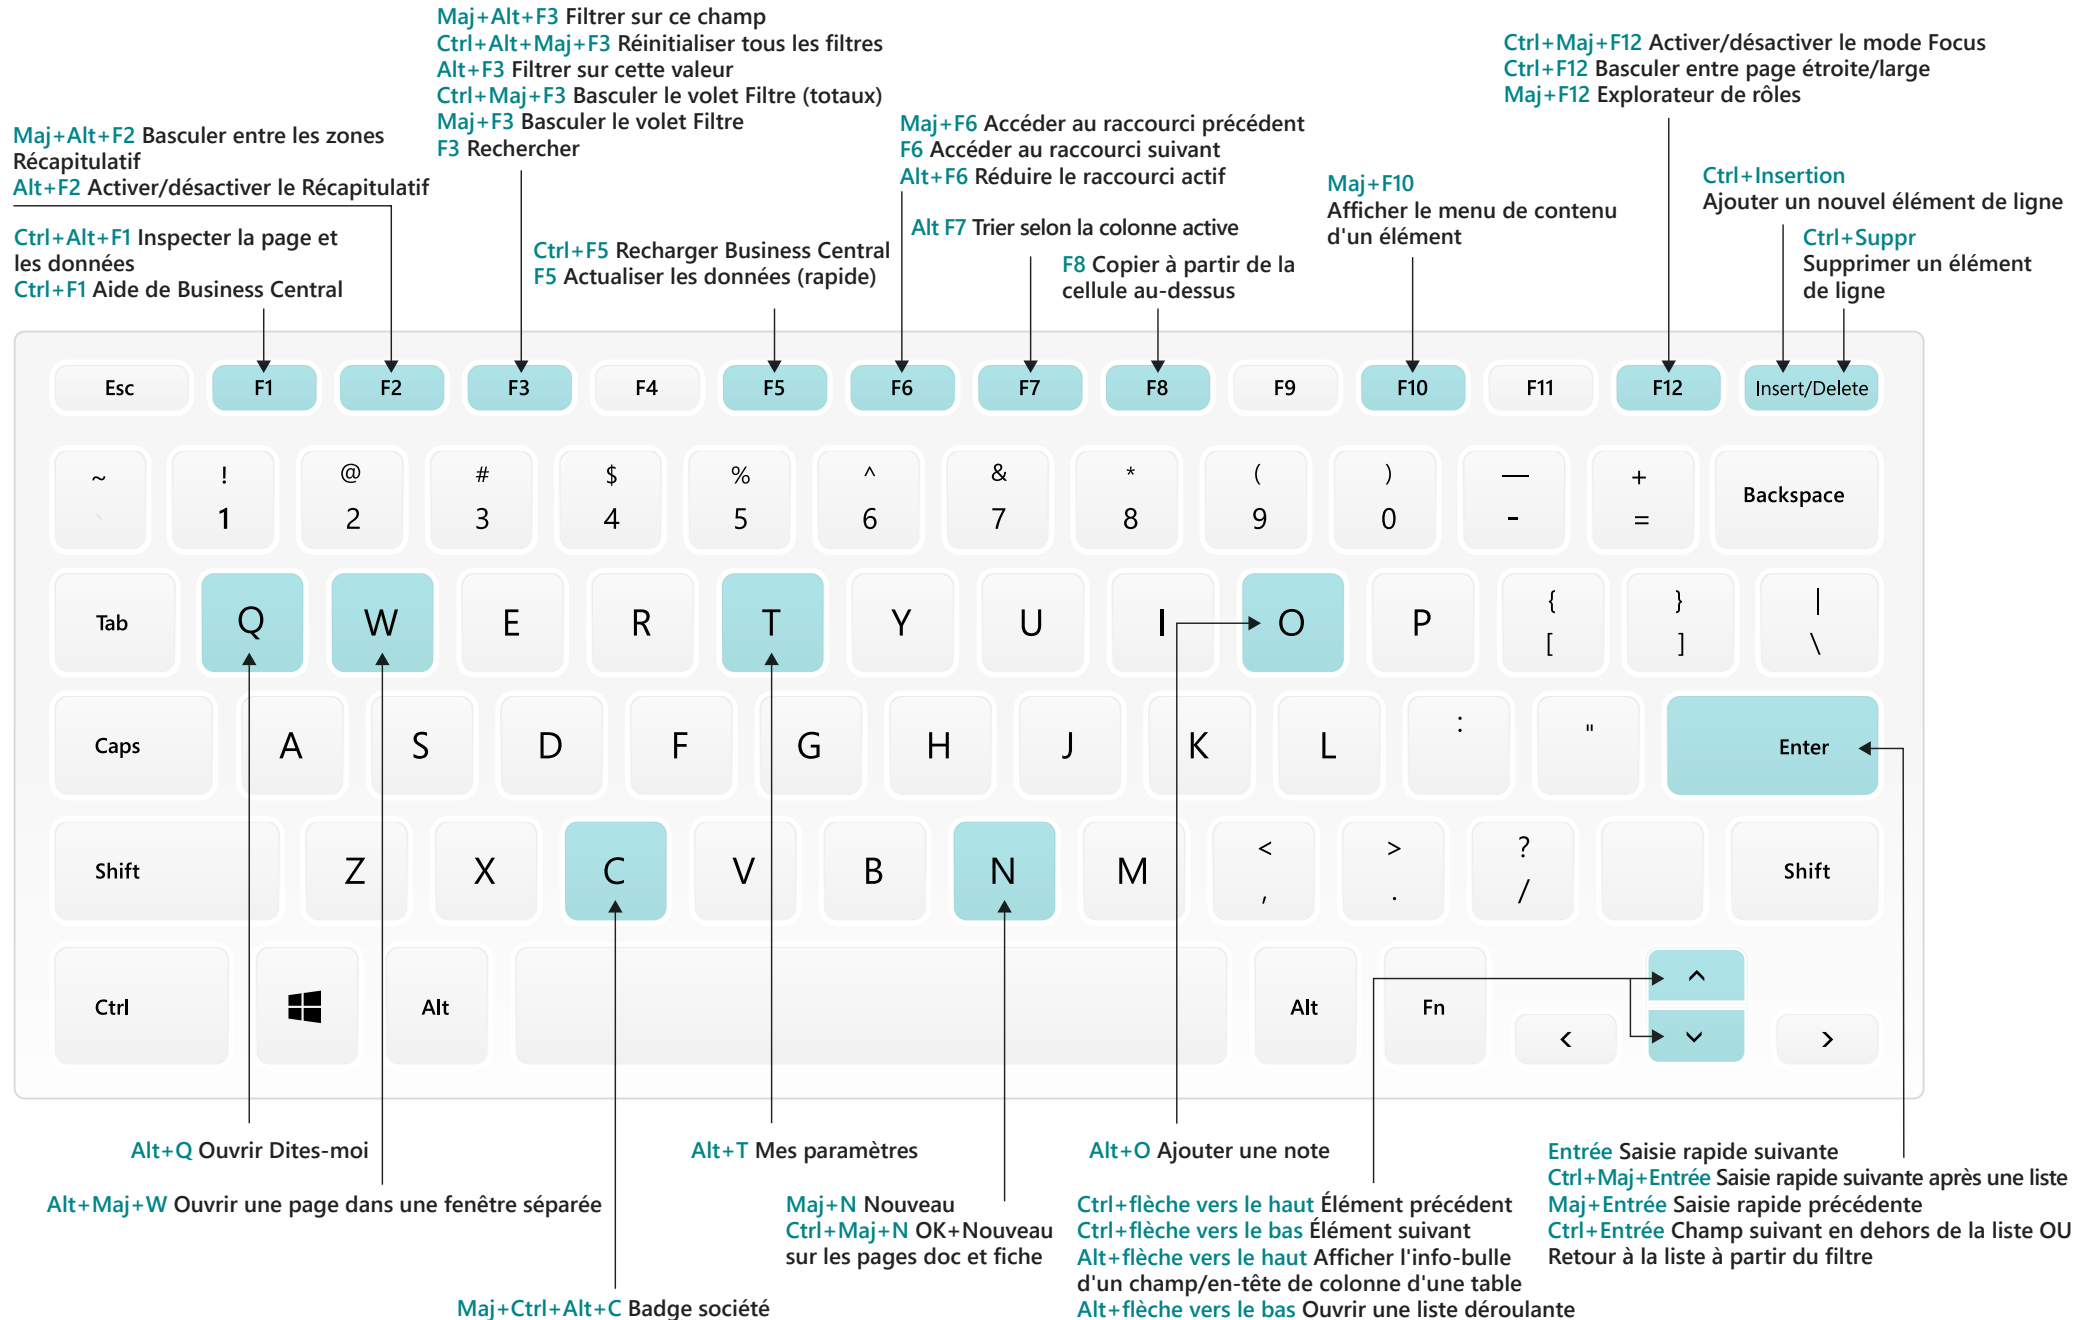 Maj+Alt+F3 Filtrer sur ce champ
Ctrl+Alt+Maj+F3 Réinitialiser tous les filtres
Alt+F3 Filtrer sur cette valeur
Ctrl+Maj+F3 Basculer le volet Filtre (totaux)
Maj+F3 Basculer le volet Filtre
F3 Rechercher
Ctrl+Maj+F12 Activer/désactiver le mode Focus
Ctrl+F12 Basculer entre page étroite/large
Maj+F12 Explorateur de rôles
Maj+Alt+F2 Basculer entre les zones
Récapitulatif
Alt+F2 Activer/désactiver le Récapitulatif
Maj+F6 Accéder au raccourci précédent
F6 Accéder au raccourci suivant
Alt+F6 Réduire le raccourci actif
Maj+F10
Afficher le menu de contenu
d'un élément
Ctrl+Insertion
Ajouter un nouvel élément de ligne
Ctrl+Alt+F1 Inspecter la page et
les données
Ctrl+F1 Aide de Business Central
Ctrl+F5 Recharger Business Central
F5 Actualiser les données (rapide)
Alt F7 Trier selon la colonne active
F8 Copier à partir de la
cellule au-dessus
Ctrl+Suppr
Supprimer un élément
de ligne
Esc F1 F2 F3 F4 F5 F6 F7 F8 F9 F10 F11 F12 Insert/Delete
~ ! @ # $ % ^ & * ( ) — +
` 1 2 3 4 5 6 7 8 9 0 - = Backspace
Tab Q W E R T Y U I O P { } |
[ ] \
Caps A S D F G H J K L : " Enter
Shift Z X C V B N M < > ? Shift
, . /
Ctrl Alt Alt Fn ^
< ⌄ >
Alt+Q Ouvrir Dites-moi
Alt+T Mes paramètres
Alt+O Ajouter une note
Alt+Maj+W Ouvrir une page dans une fenêtre séparée
Maj+N Nouveau
Ctrl+Maj+N OK+Nouveau
sur les pages doc et fiche
Maj+Ctrl+Alt+C Badge société
Ctrl+flèche vers le haut Élément précédent
Ctrl+flèche vers le bas Élément suivant
Alt+flèche vers le haut Afficher l'info-bulle
d'un champ/en-tête de colonne d'une table
Alt+flèche vers le bas Ouvrir une liste déroulante
Entrée Saisie rapide suivante
Ctrl+Maj+Entrée Saisie rapide suivante après une liste
Maj+Entrée Saisie rapide précédente
Ctrl+Entrée Champ suivant en dehors de la liste OU
Retour à la liste à partir du filtre